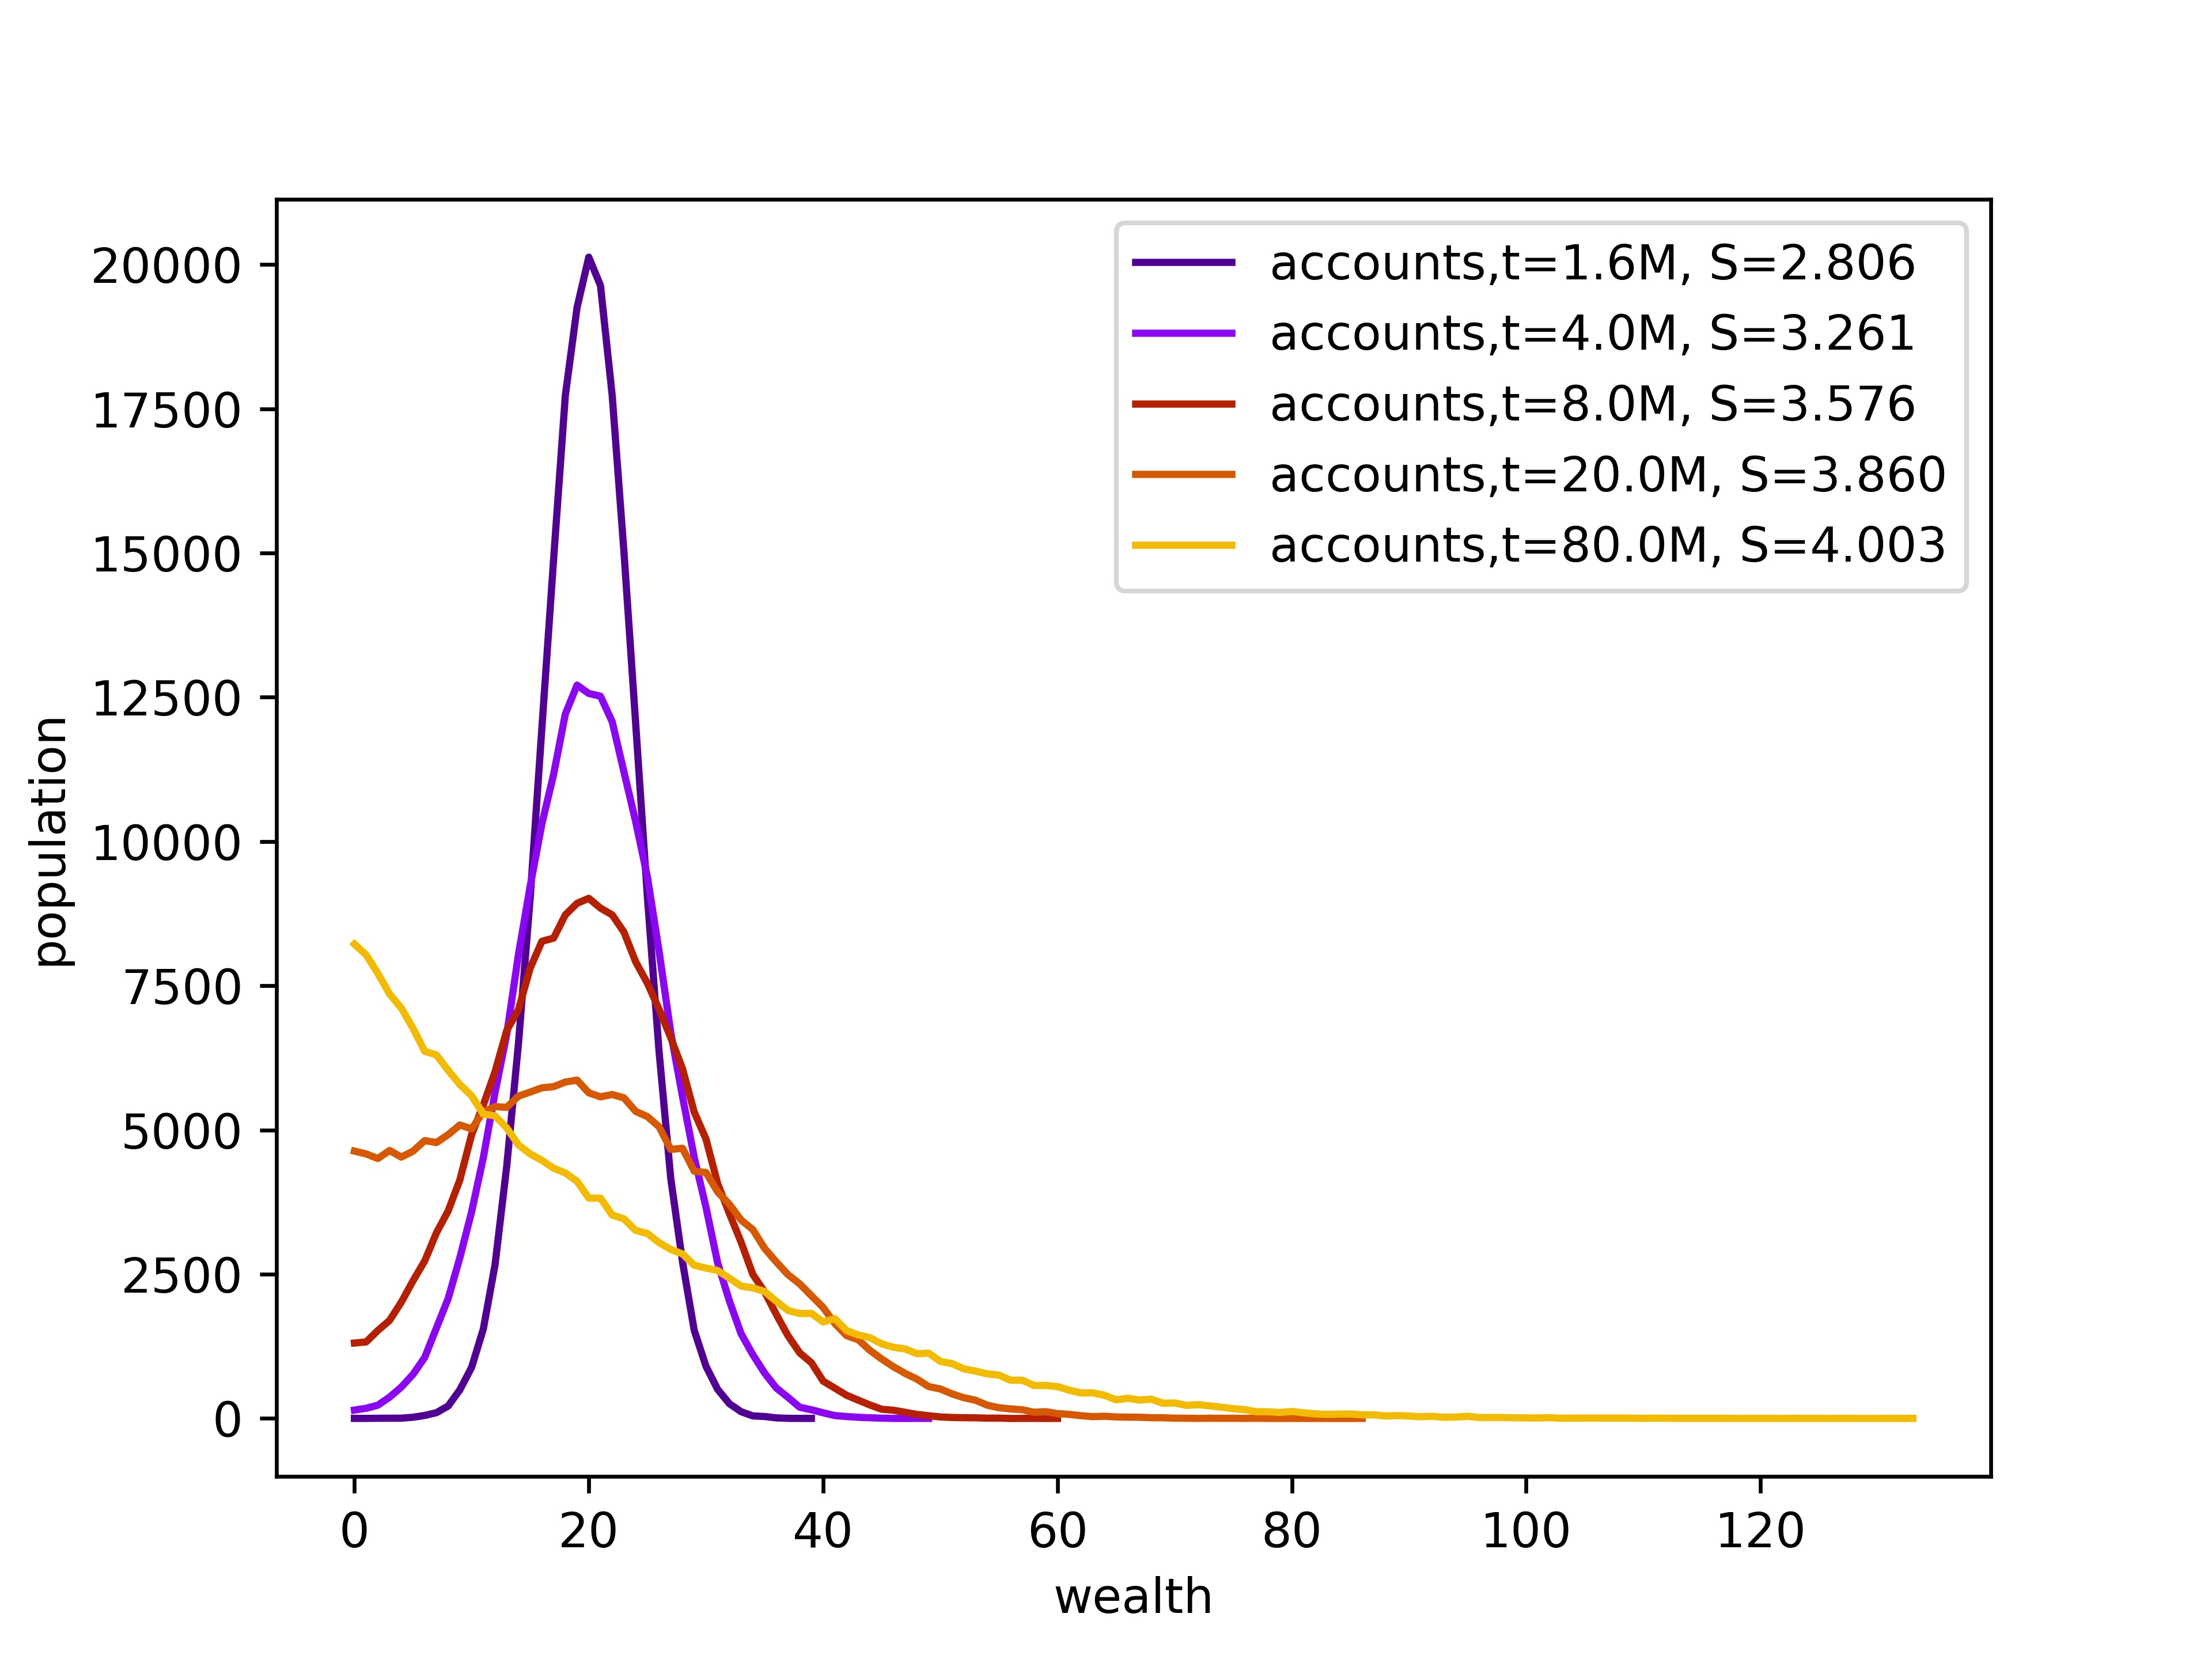 accounts,t=1.6M, S=2.806
accounts,t=4.0M, S=3.261
accounts,t=8.0M, S=3.576
accounts,t=20.0M, S=3.860
accounts,t=80.0M, S=4.003
20000
17500
15000
12500
10000
7500
5000
2500
0
population
0 20 40 60 80 100 120
wealth